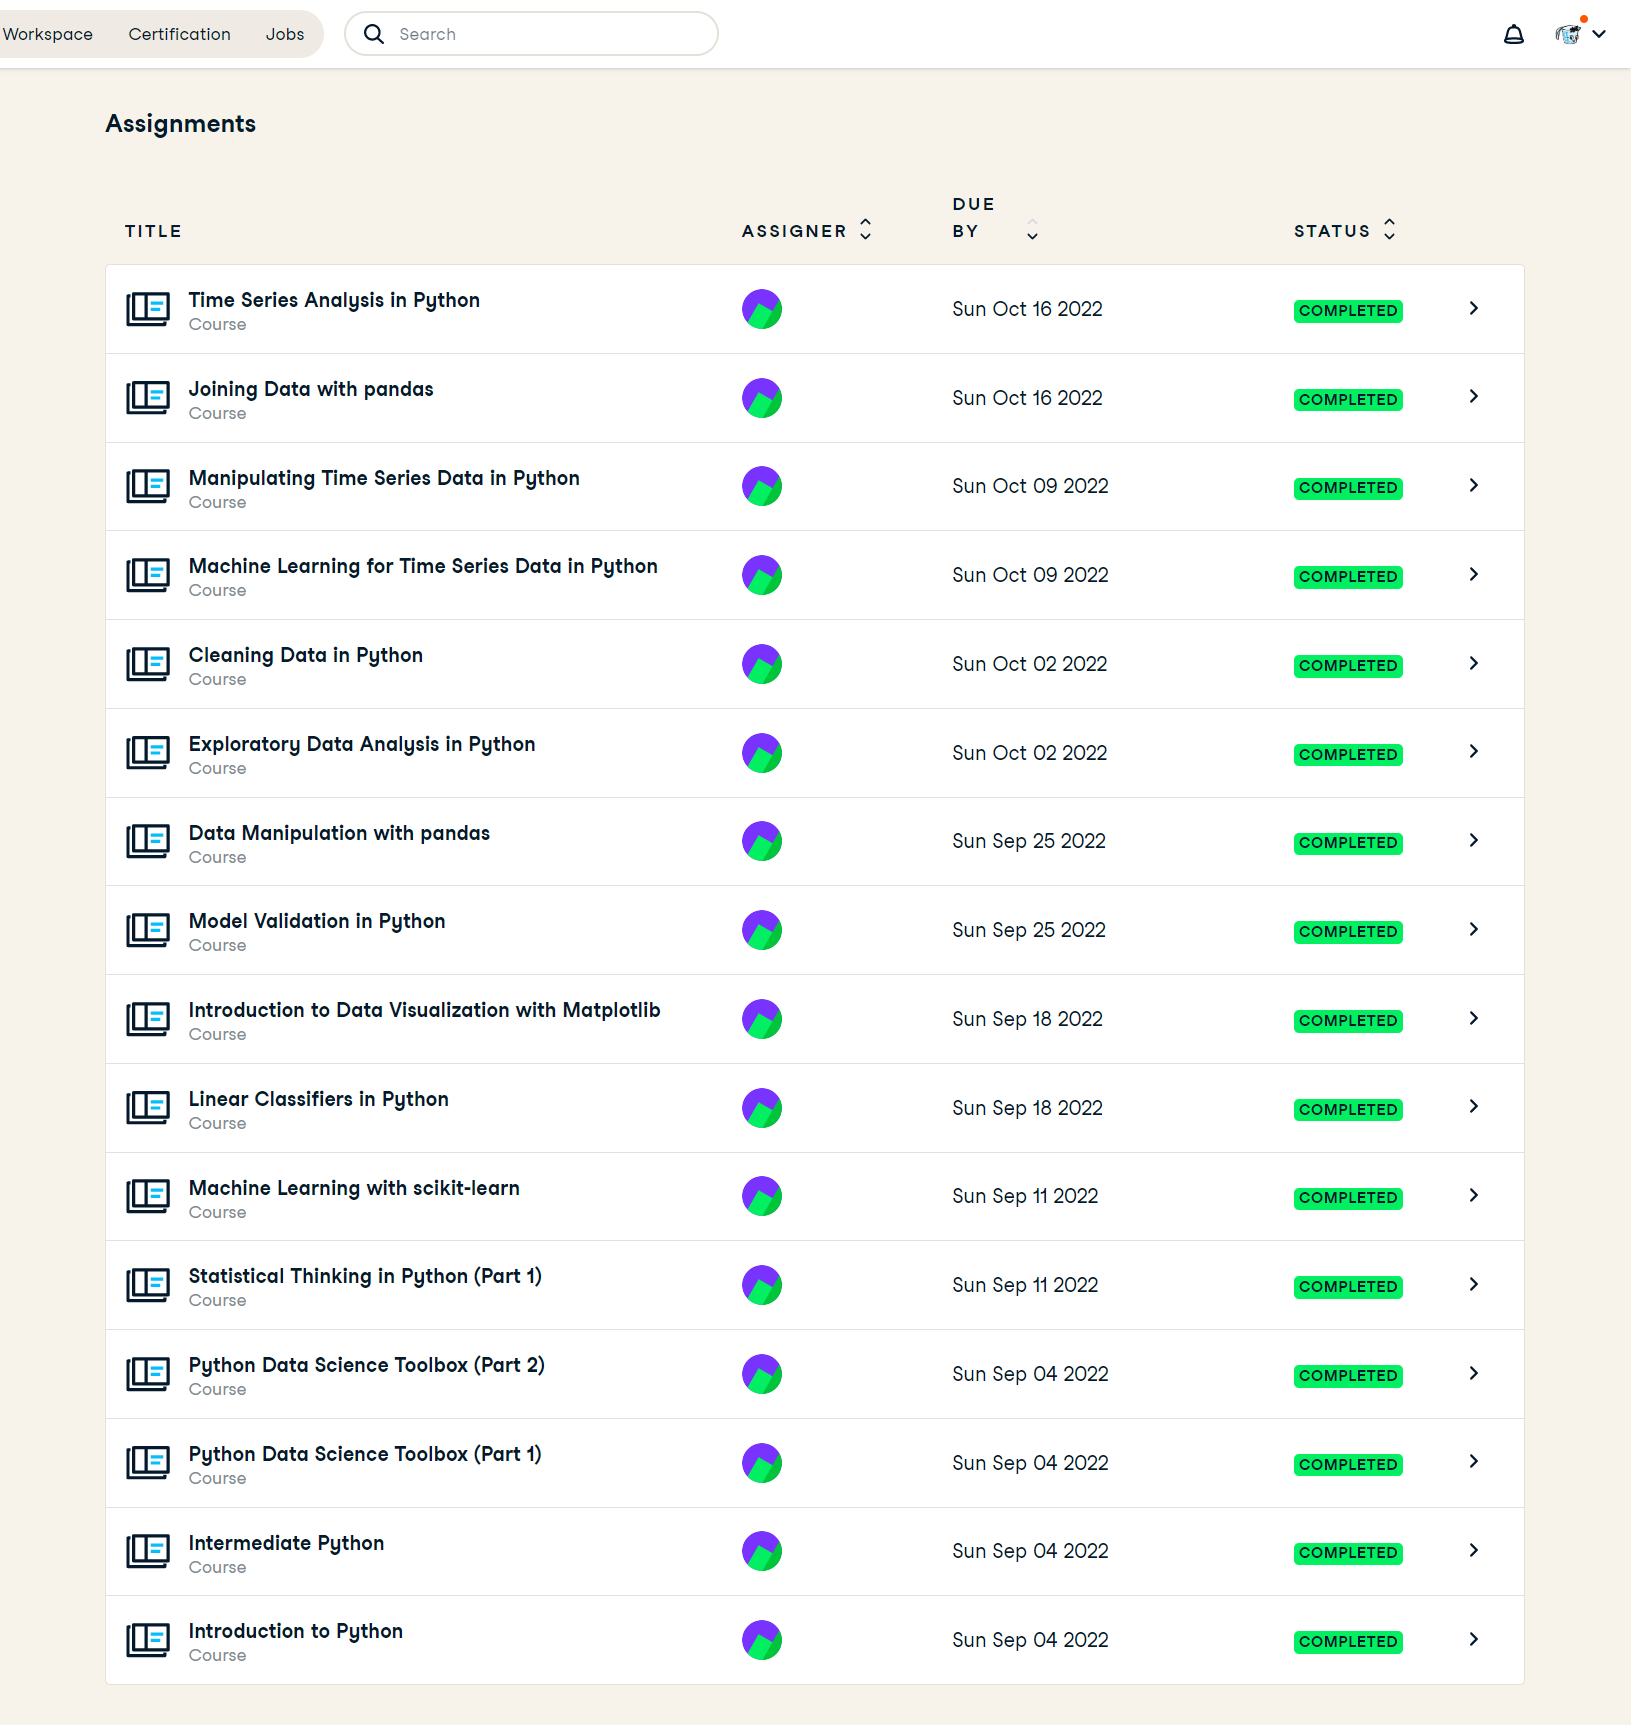 Workspace Certification Jobs Search
Assignments
TITLE ASSIGNER DUE BY STATUS
Time Series Analysis in Python
Course
Sun Oct 16 2022 COMPLETED
Joining Data with pandas
Course
Sun Oct 16 2022 COMPLETED
Manipulating Time Series Data in Python
Course
Sun Oct 09 2022 COMPLETED
Machine Learning for Time Series Data in Python
Course
Sun Oct 09 2022 COMPLETED
Cleaning Data in Python
Course
Sun Oct 02 2022 COMPLETED
Exploratory Data Analysis in Python
Course
Sun Oct 02 2022 COMPLETED
Data Manipulation with pandas
Course
Sun Sep 25 2022 COMPLETED
Model Validation in Python
Course
Sun Sep 25 2022 COMPLETED
Introduction to Data Visualization with Matplotlib
Course
Sun Sep 18 2022 COMPLETED
Linear Classifiers in Python
Course
Sun Sep 18 2022 COMPLETED
Machine Learning with scikit-learn
Course
Sun Sep 11 2022 COMPLETED
Statistical Thinking in Python (Part 1)
Course
Sun Sep 11 2022 COMPLETED
Python Data Science Toolbox (Part 2)
Course
Sun Sep 04 2022 COMPLETED
Python Data Science Toolbox (Part 1)
Course
Sun Sep 04 2022 COMPLETED
Intermediate Python
Course
Sun Sep 04 2022 COMPLETED
Introduction to Python
Course
Sun Sep 04 2022 COMPLETED